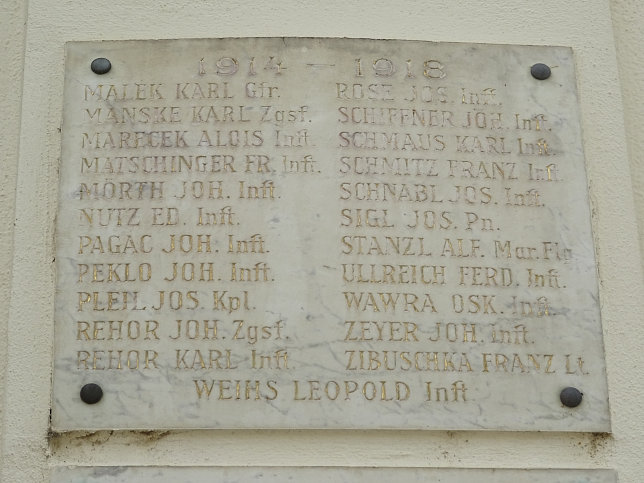 1914 – 1918
MALEK KARL Gfr.
MANSKE KARL Zgsf.
MARECEK ALOIS Inft.
MATSCHINGER FR. Inft.
MÖRTH JOH. Inft.
NUTZ ED. Inft.
PAGAC JOH. Inft.
PEKLO JOH. Inft.
PLEIL JOS. Kpl.
REHOR JOH. Zgsf.
REHOR KARL Inft.
ROSE JOS. Inft.
SCHIFFNER JOH. Inft.
SCHMAUS KARL Inft.
SCHMITZ FRANZ Inft.
SCHNABL JOS. Inft.
SIGL JOS. Pn.
STANZL ALF. Mar. Flg
ULLREICH FERD. Inft.
WAWRA OSK. Inft.
ZEYER JOH. Inft.
ZIBUSCHKA FRANZ Lt.
WEIHS LEOPOLD Inft.